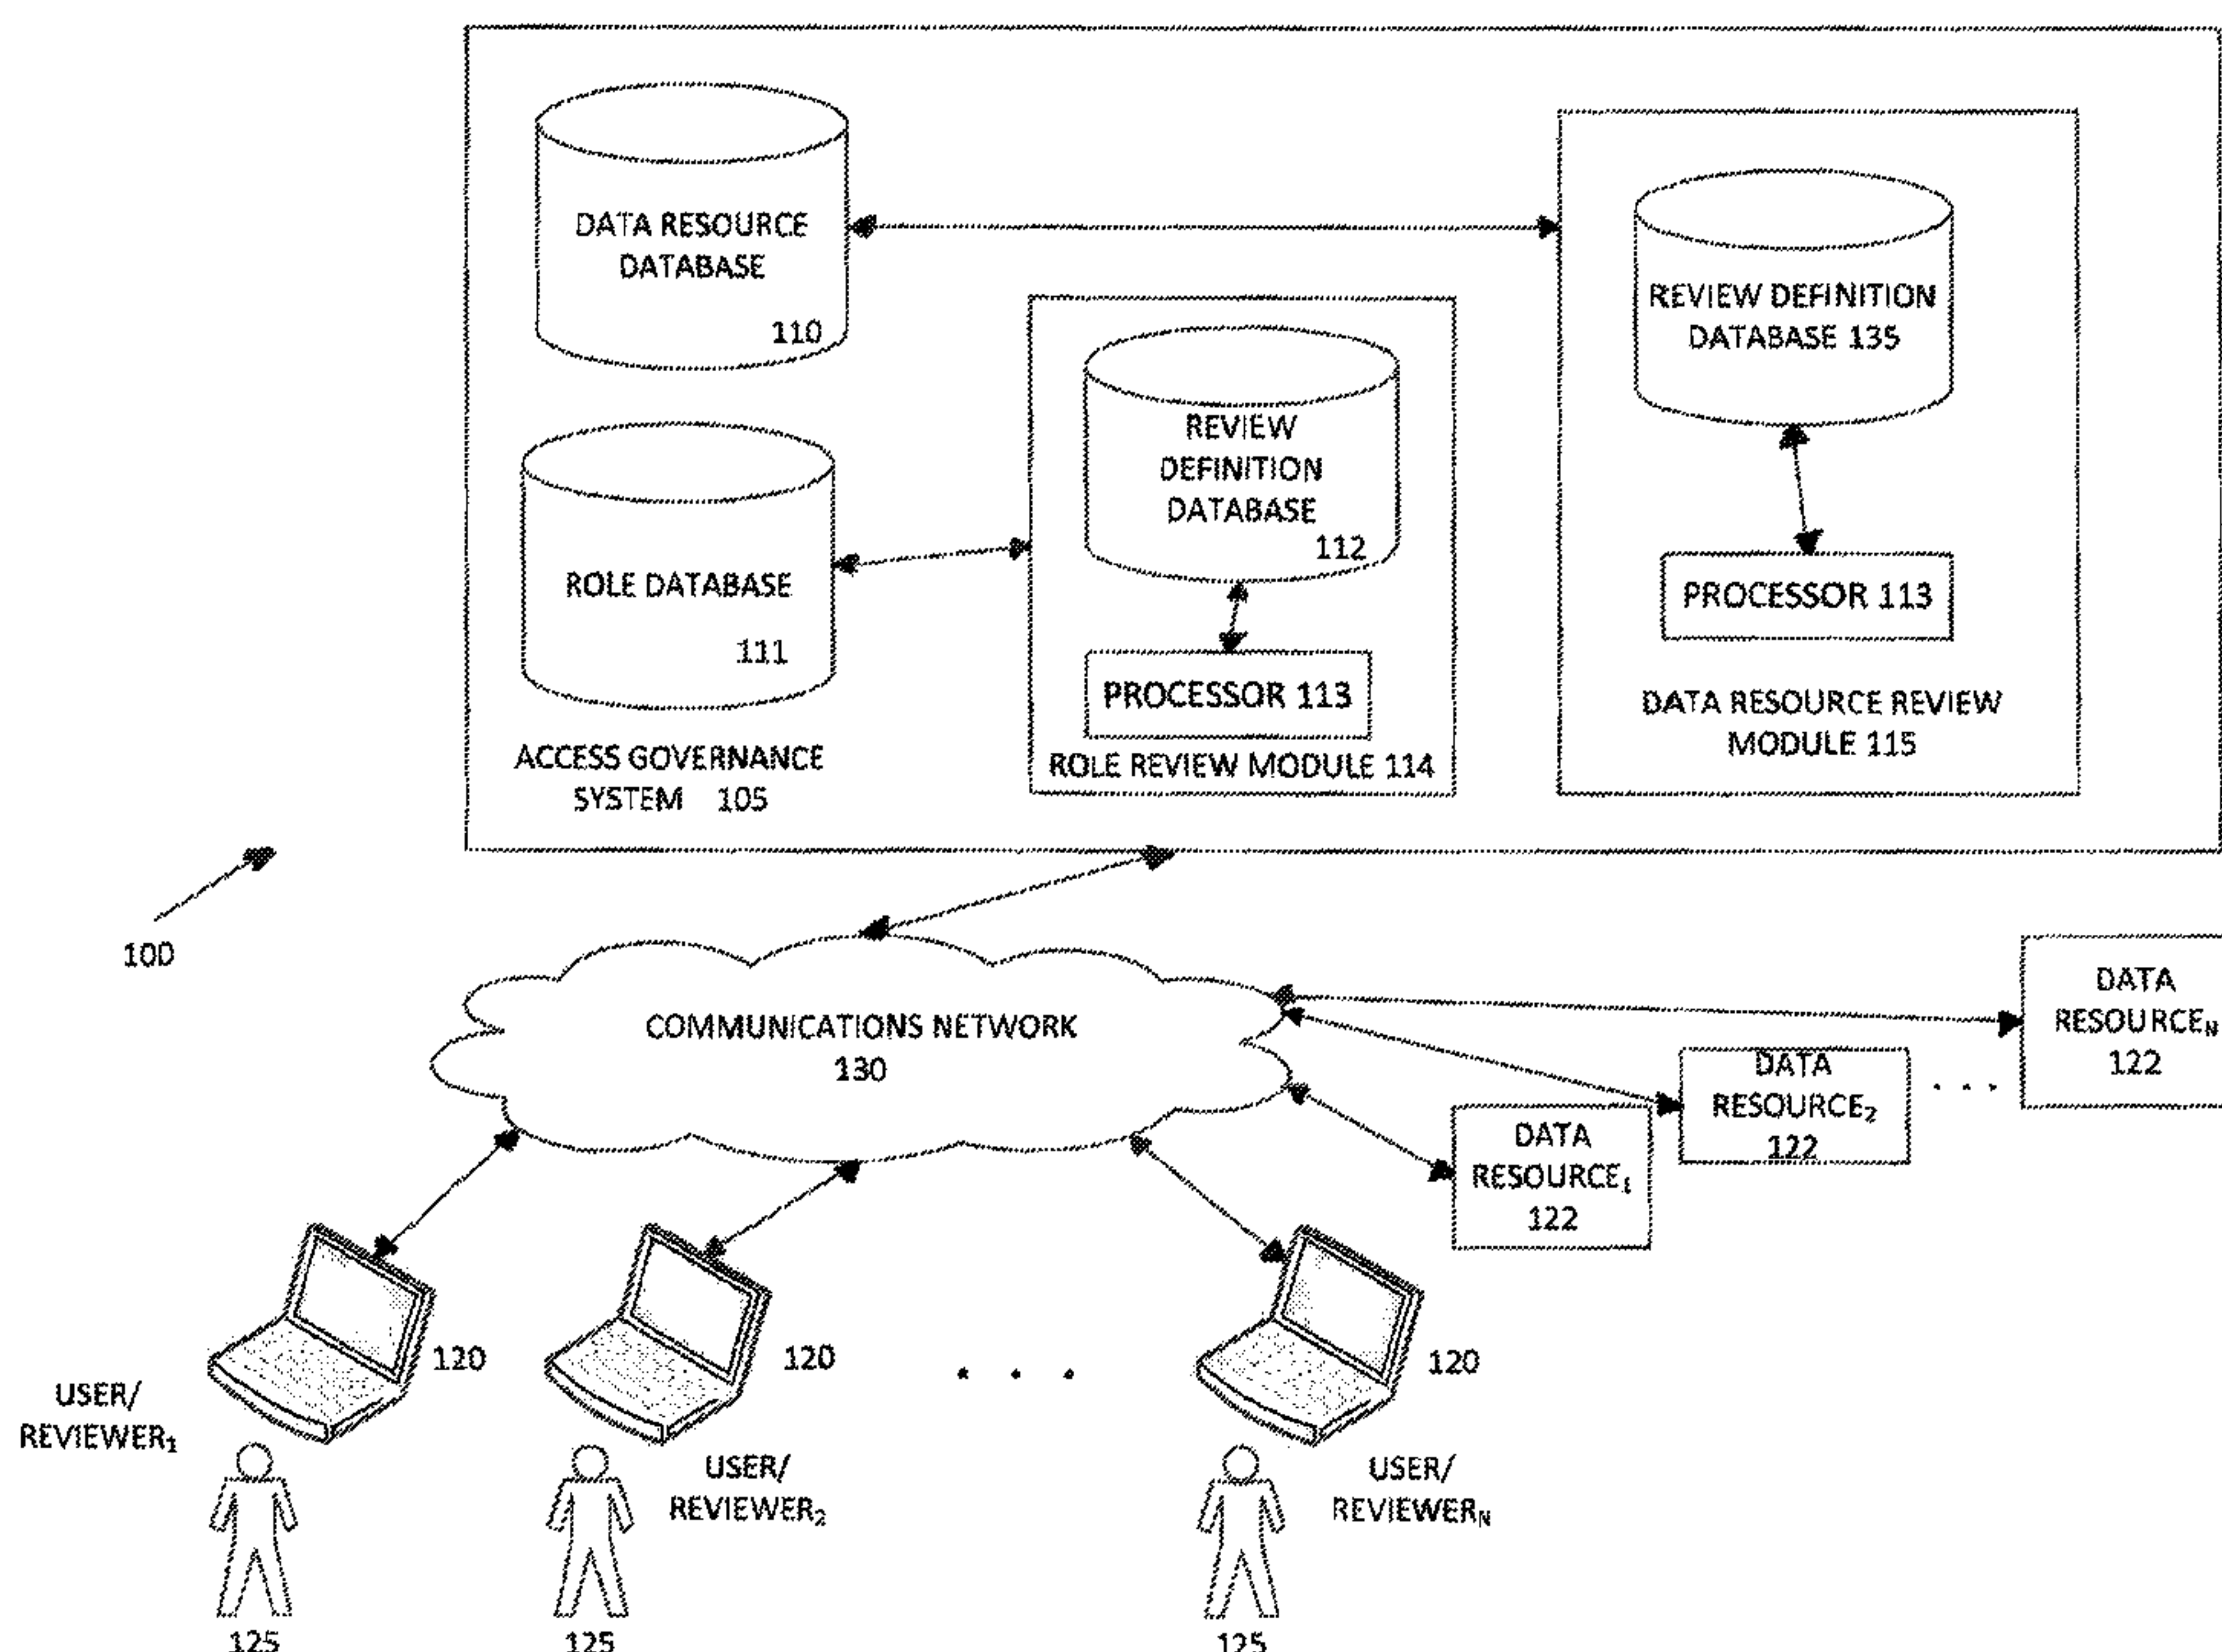 DATA RESOURCE
DATABASE
110
REVIEW DEFINITION
DATABASE 135
PROCESSOR 113
DATA RESOURCE REVIEW
MODULE 115
REVIEW
DEFINITION
DATABASE
112
PROCESSOR 113
ROLE REVIEW MODULE 114
ROLE DATABASE
111
ACCESS GOVERNANCE
SYSTEM 105
100
COMMUNICATIONS NETWORK
130
DATA
RESOURCEN
122
DATA
RESOURCE2
122
. . .
DATA
RESOURCE1
122
120
120
. . .
120
USER/
REVIEWER1
USER/
REVIEWER2
USER/
REVIEWERN
125
125
125